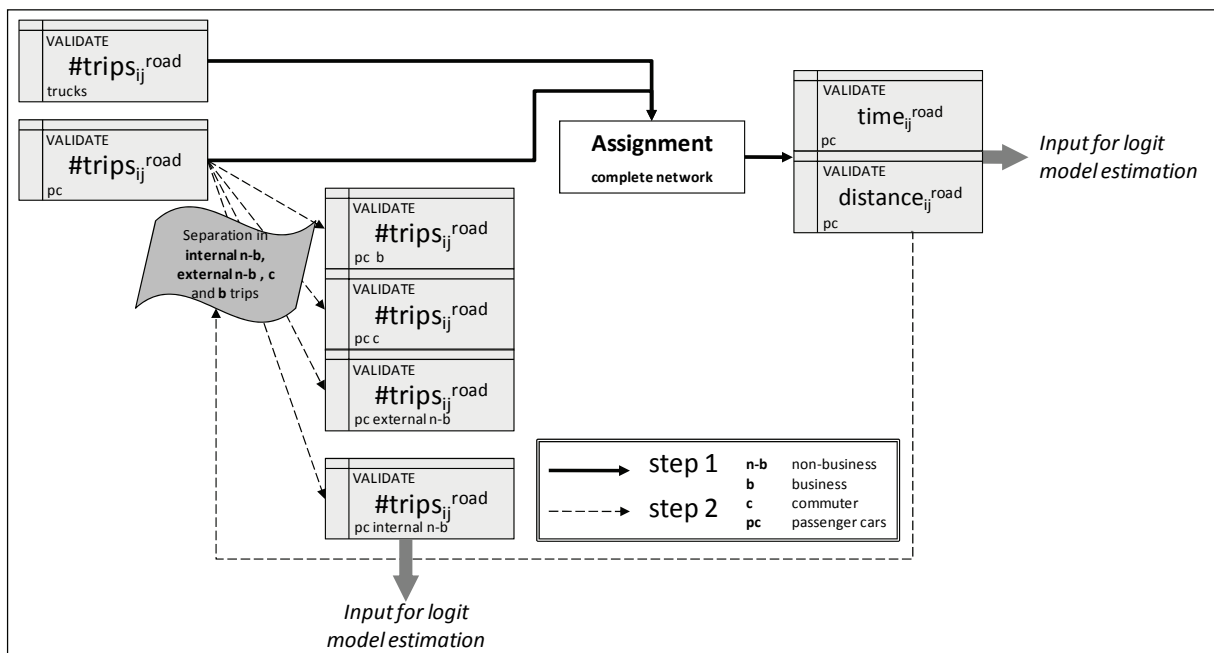 VALIDATE
#trips_ij^road
trucks
VALIDATE
#trips_ij^road
pc
Separation in
internal n-b,
external n-b , c
and b trips
VALIDATE
#trips_ij^road
pc b
VALIDATE
#trips_ij^road
pc c
VALIDATE
#trips_ij^road
pc external n-b
VALIDATE
#trips_ij^road
pc internal n-b
Input for logit
model estimation
Assignment
complete network
VALIDATE
time_ij^road
pc
VALIDATE
distance_ij^road
pc
Input for logit
model estimation
step 1
step 2
n-b non-business
b business
c commuter
pc passenger cars